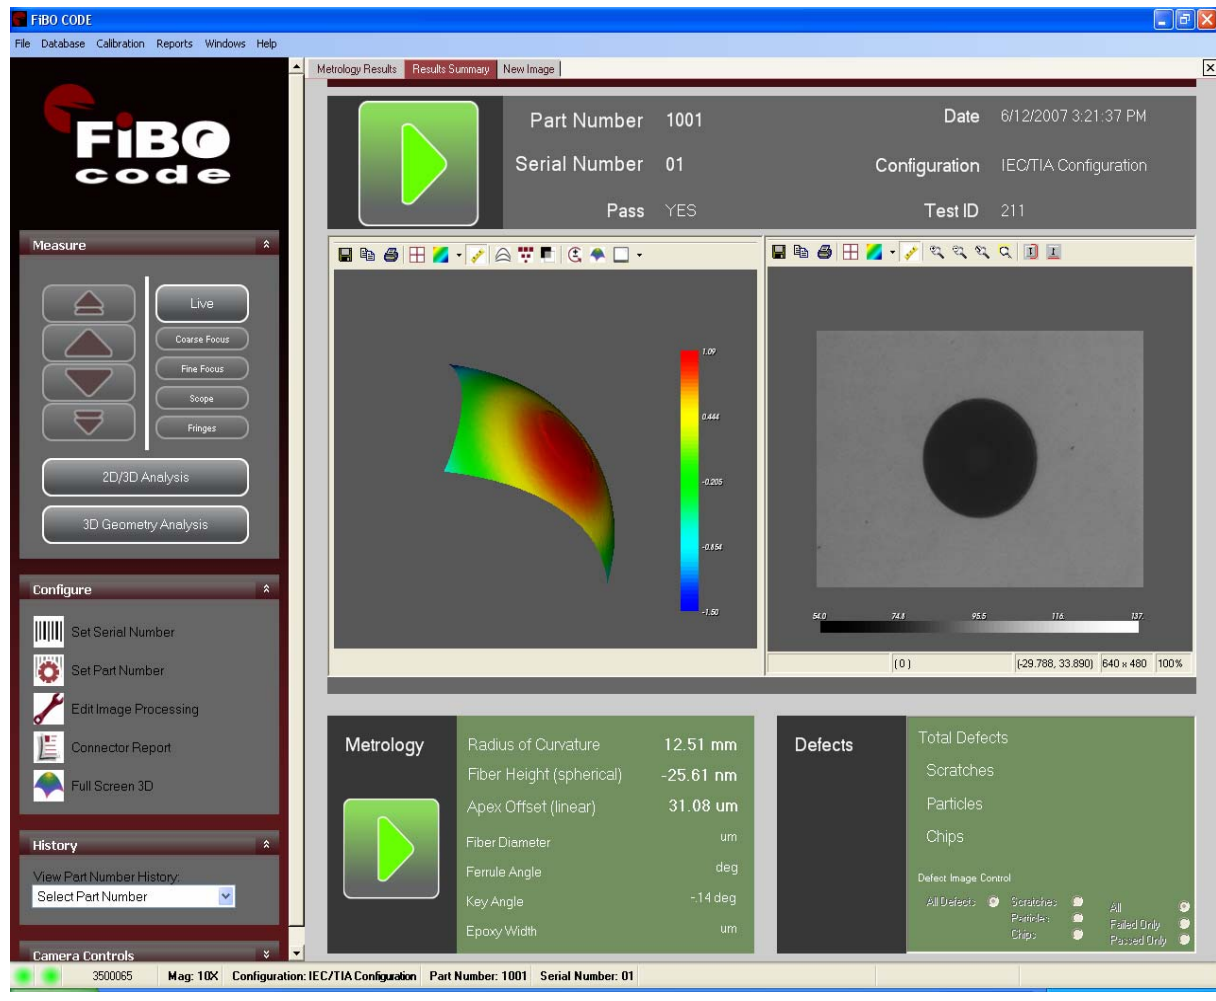 FiBO CODE
File Database Calibration Reports Windows Help
FiBO
code
Measure
Live
Coarse Focus
Fine Focus
Scope
Fringes
2D/3D Analysis
3D Geometry Analysis
Configure
Set Serial Number
Set Part Number
Edit Image Processing
Connector Report
Full Screen 3D
History
View Part Number History:
Select Part Number
Camera Controls
Metrology Results Results Summary New Image
Part Number 1001
Serial Number 01
Pass YES
Date 6/12/2007 3:21:37 PM
Configuration IEC/TIA Configuration
Test ID 211
1.09
0.444
-0.205
-0.854
-1.50
54.0 74.8 95.5 116. 137.
(0) (-29.788, 33.890) 640 x 480 100%
Metrology
Radius of Curvature 12.51 mm
Fiber Height (spherical) -25.61 nm
Apex Offset (linear) 31.08 um
Fiber Diameter um
Ferrule Angle deg
Key Angle -.14 deg
Epoxy Width um
Defects
Total Defects
Scratches
Particles
Chips
Defect Image Control
All Defects Scratches All
Particles Failed Only
Chips Passed Only
3500065 Mag: 10X Configuration: IEC/TIA Configuration Part Number: 1001 Serial Number: 01